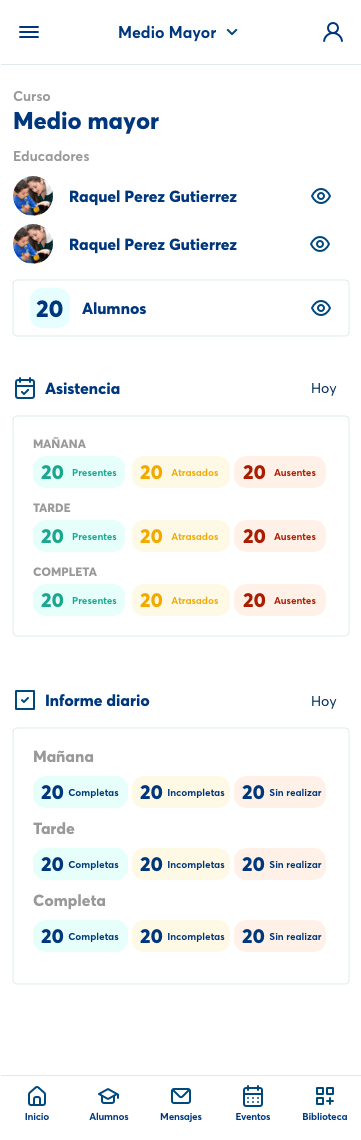 Medio Mayor
Curso
Medio mayor
Educadores
Raquel Perez Gutierrez
Raquel Perez Gutierrez
20 Alumnos
Asistencia Hoy
MAÑANA
20 Presentes 20 Atrasados 20 Ausentes
TARDE
20 Presentes 20 Atrasados 20 Ausentes
COMPLETA
20 Presentes 20 Atrasados 20 Ausentes
Informe diario Hoy
Mañana
20 Completas 20 Incompletas 20 Sin realizar
Tarde
20 Completas 20 Incompletas 20 Sin realizar
Completa
20 Completas 20 Incompletas 20 Sin realizar
Inicio Alumnos Mensajes Eventos Biblioteca